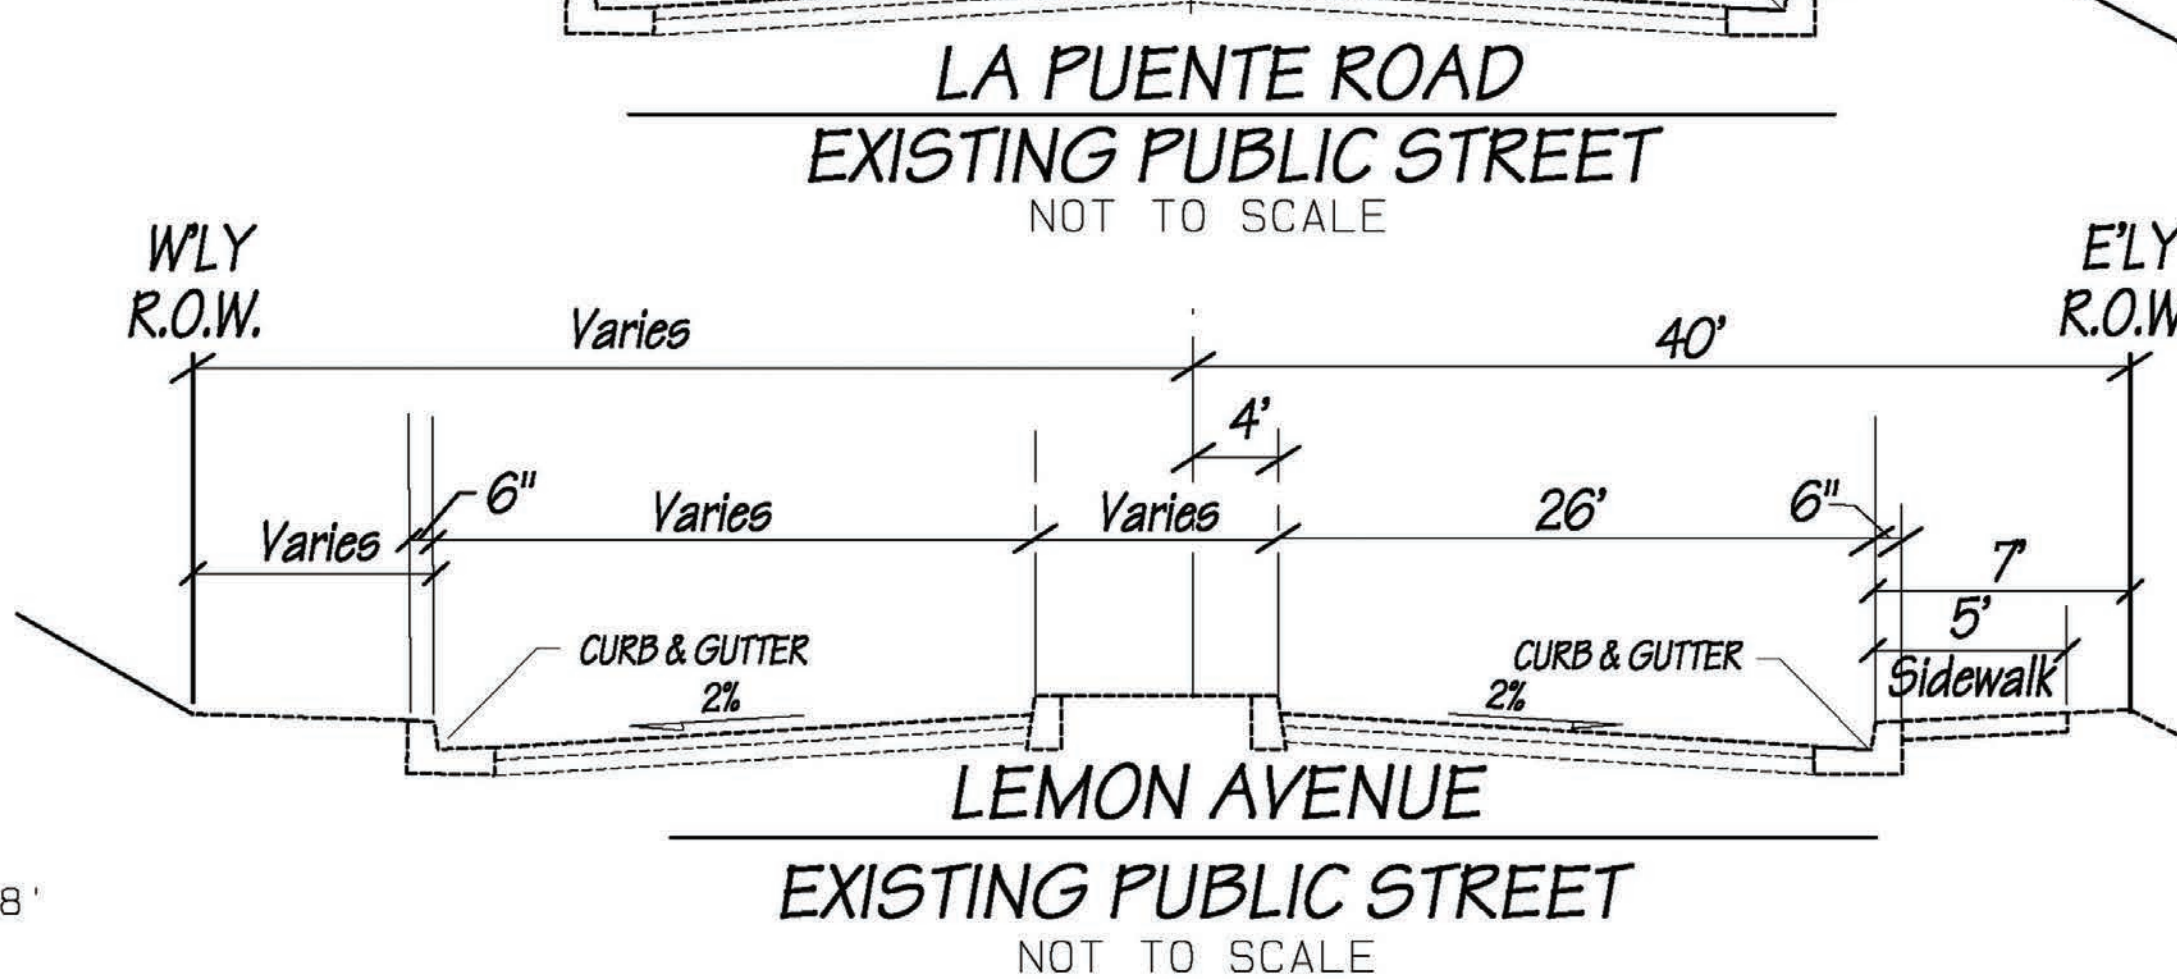 LA PUENTE ROAD
EXISTING PUBLIC STREET
NOT TO SCALE
W'LY
R.O.W.
E'LY
R.O.W
Varies
40'
4'
6"
Varies
Varies
26'
6"
Varies
7'
5'
Sidewalk
CURB & GUTTER
CURB & GUTTER
2%
2%
LEMON AVENUE
EXISTING PUBLIC STREET
NOT TO SCALE
8'